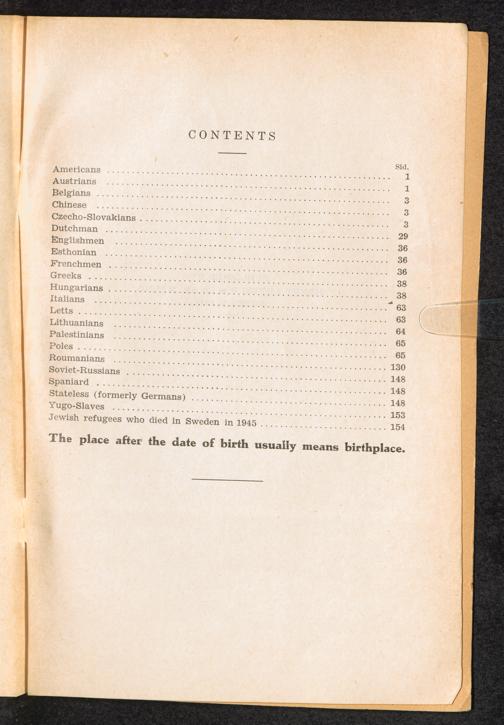 CONTENTS
Sid.
Americans ........ 1
Austrians ........ 1
Belgians ........ 3
Chinese ........ 3
Czecho-Slovakians ........ 3
Dutchman ........ 29
Englishmen ........ 36
Esthonian ........ 36
Frenchmen ........ 36
Greeks ........ 38
Hungarians ........ 38
Italians ........ 63
Letts ........ 63
Lithuanians ........ 64
Palestinians ........ 65
Poles ........ 65
Roumanians ........ 130
Soviet-Russians ........ 148
Spaniard ........ 148
Stateless (formerly Germans) ........ 148
Yugo-Slaves ........ 153
Jewish refugees who died in Sweden in 1945 ........ 154
The place after the date of birth usually means birthplace.